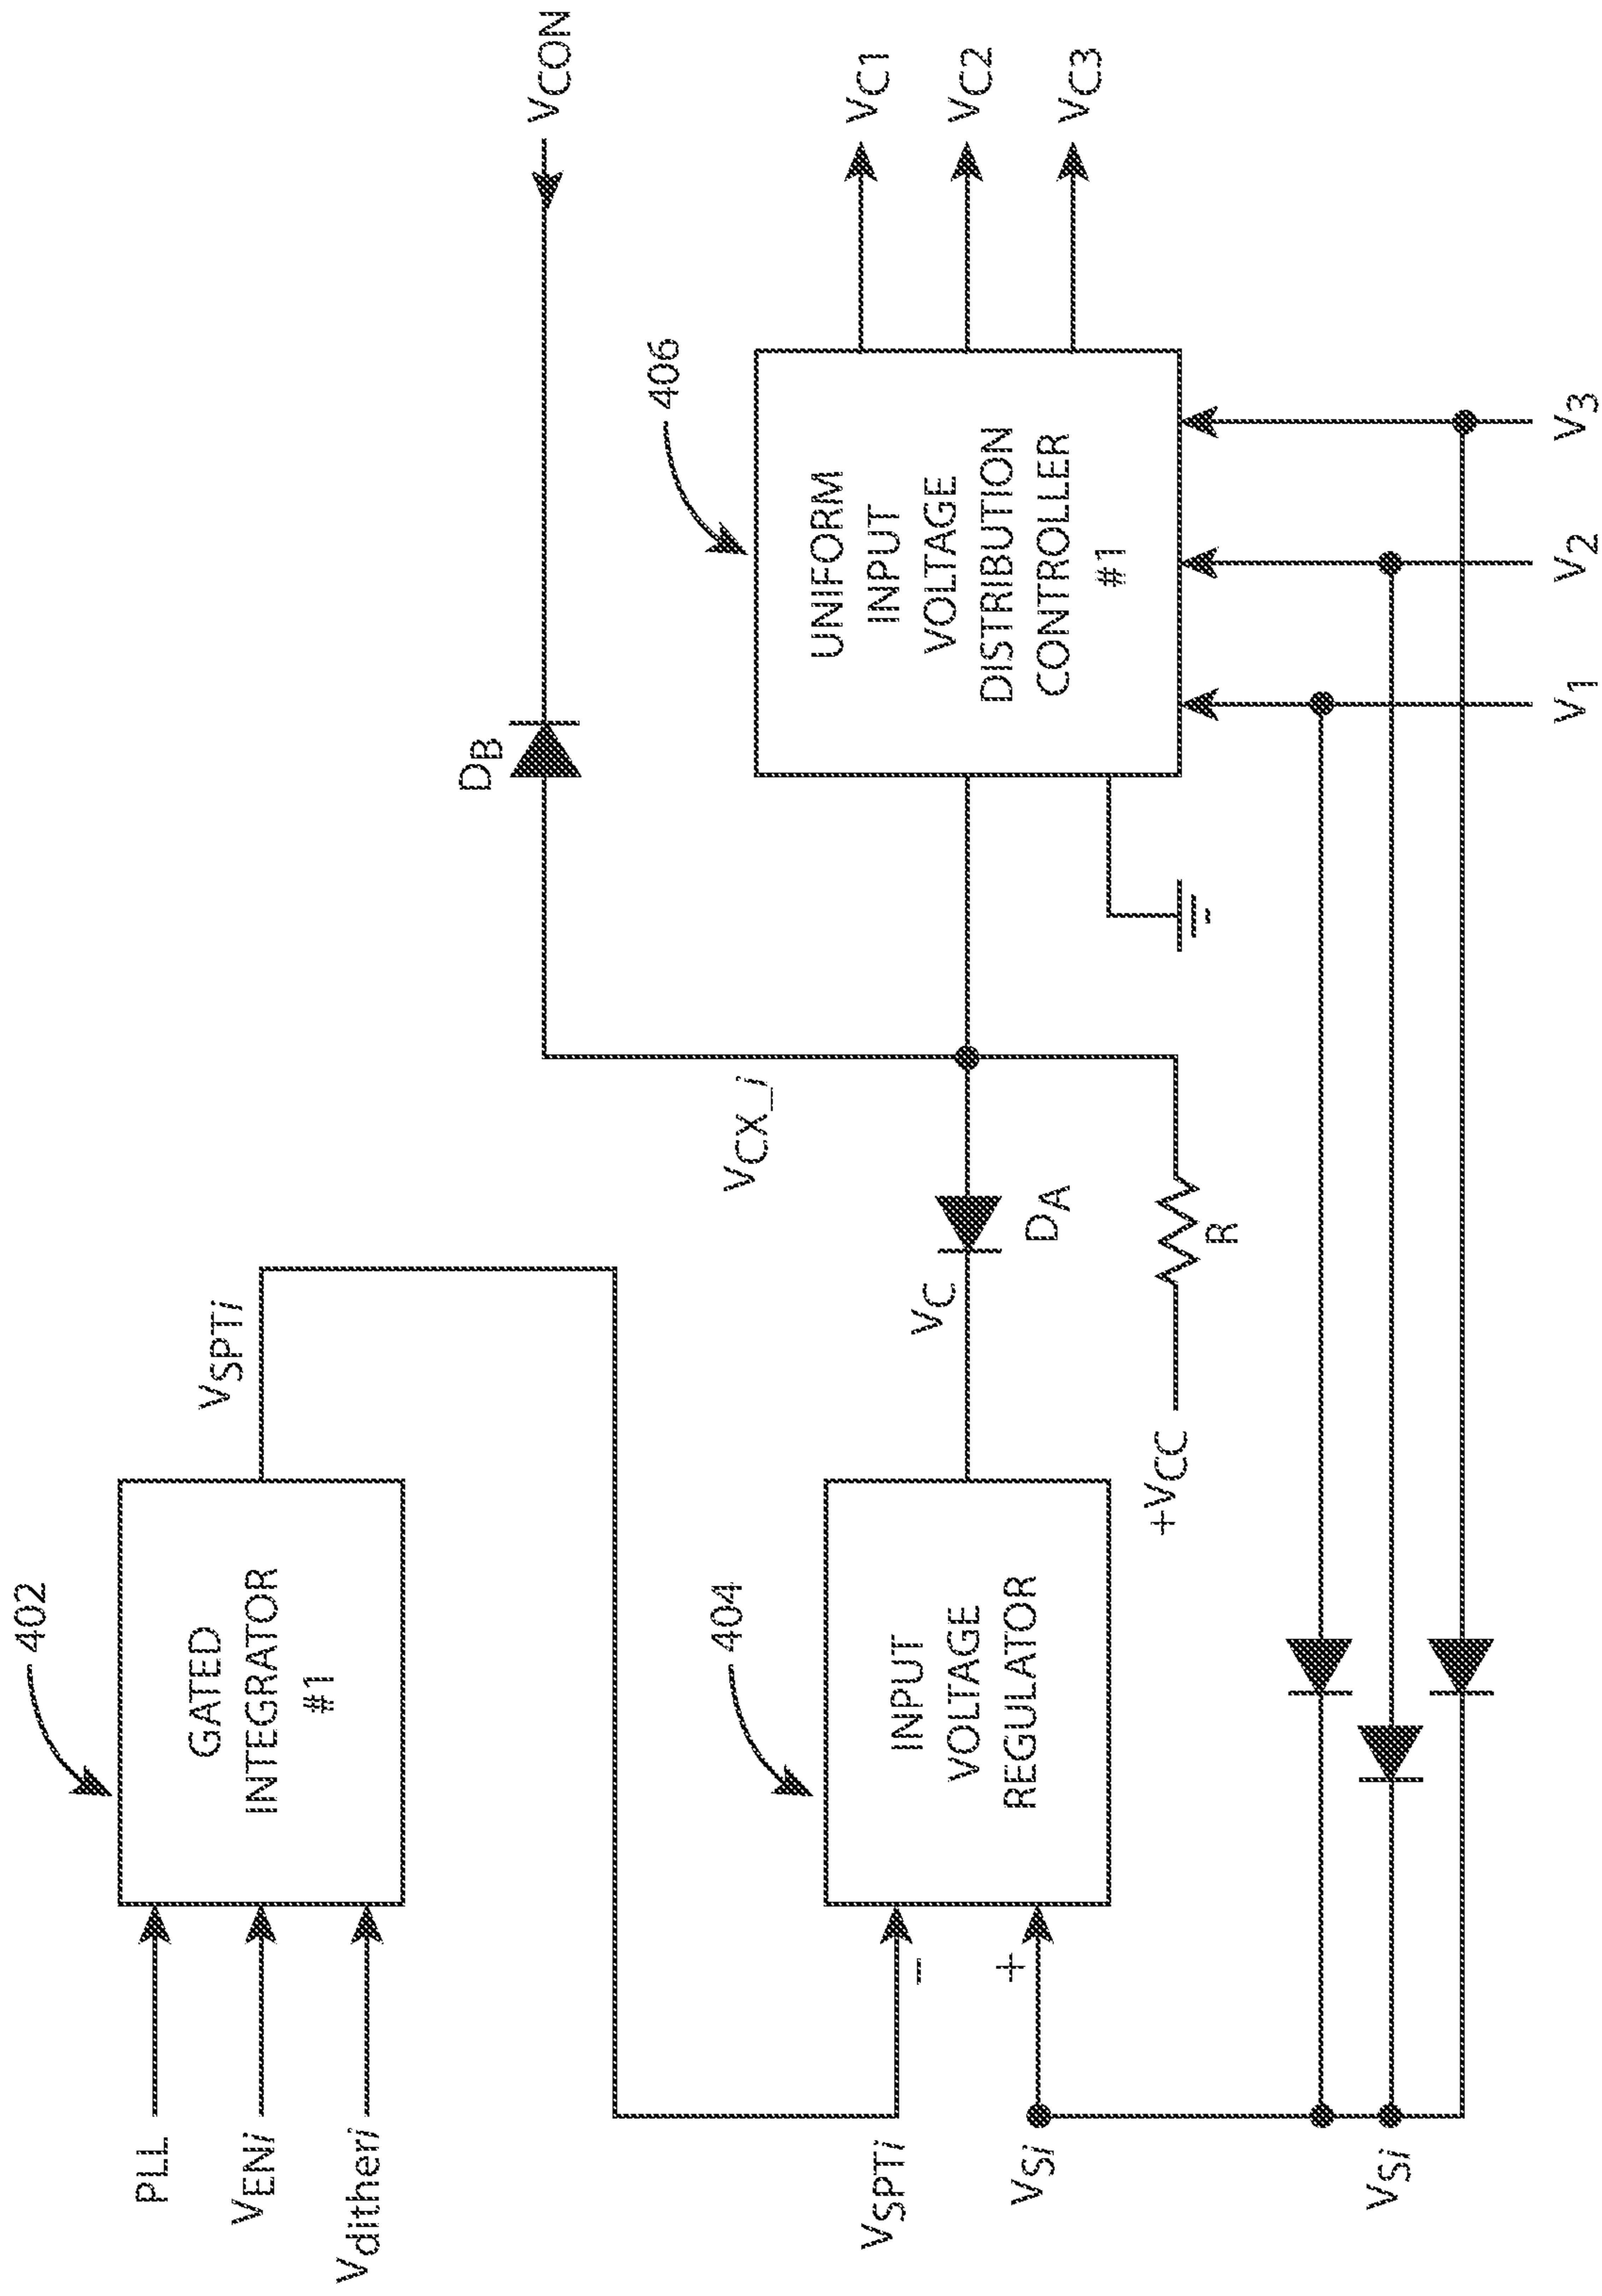 402
PLL
VENi
Vditheri
GATED
INTEGRATOR
#1
VSPTi
VCON
DB
VCX_i
404
VSPTi
−
+
VSi
INPUT
VOLTAGE
REGULATOR
VC
DA
+VCC
R
406
UNIFORM
INPUT
VOLTAGE
DISTRIBUTION
CONTROLLER
#1
VC1
VC2
VC3
VSi
V1
V2
V3